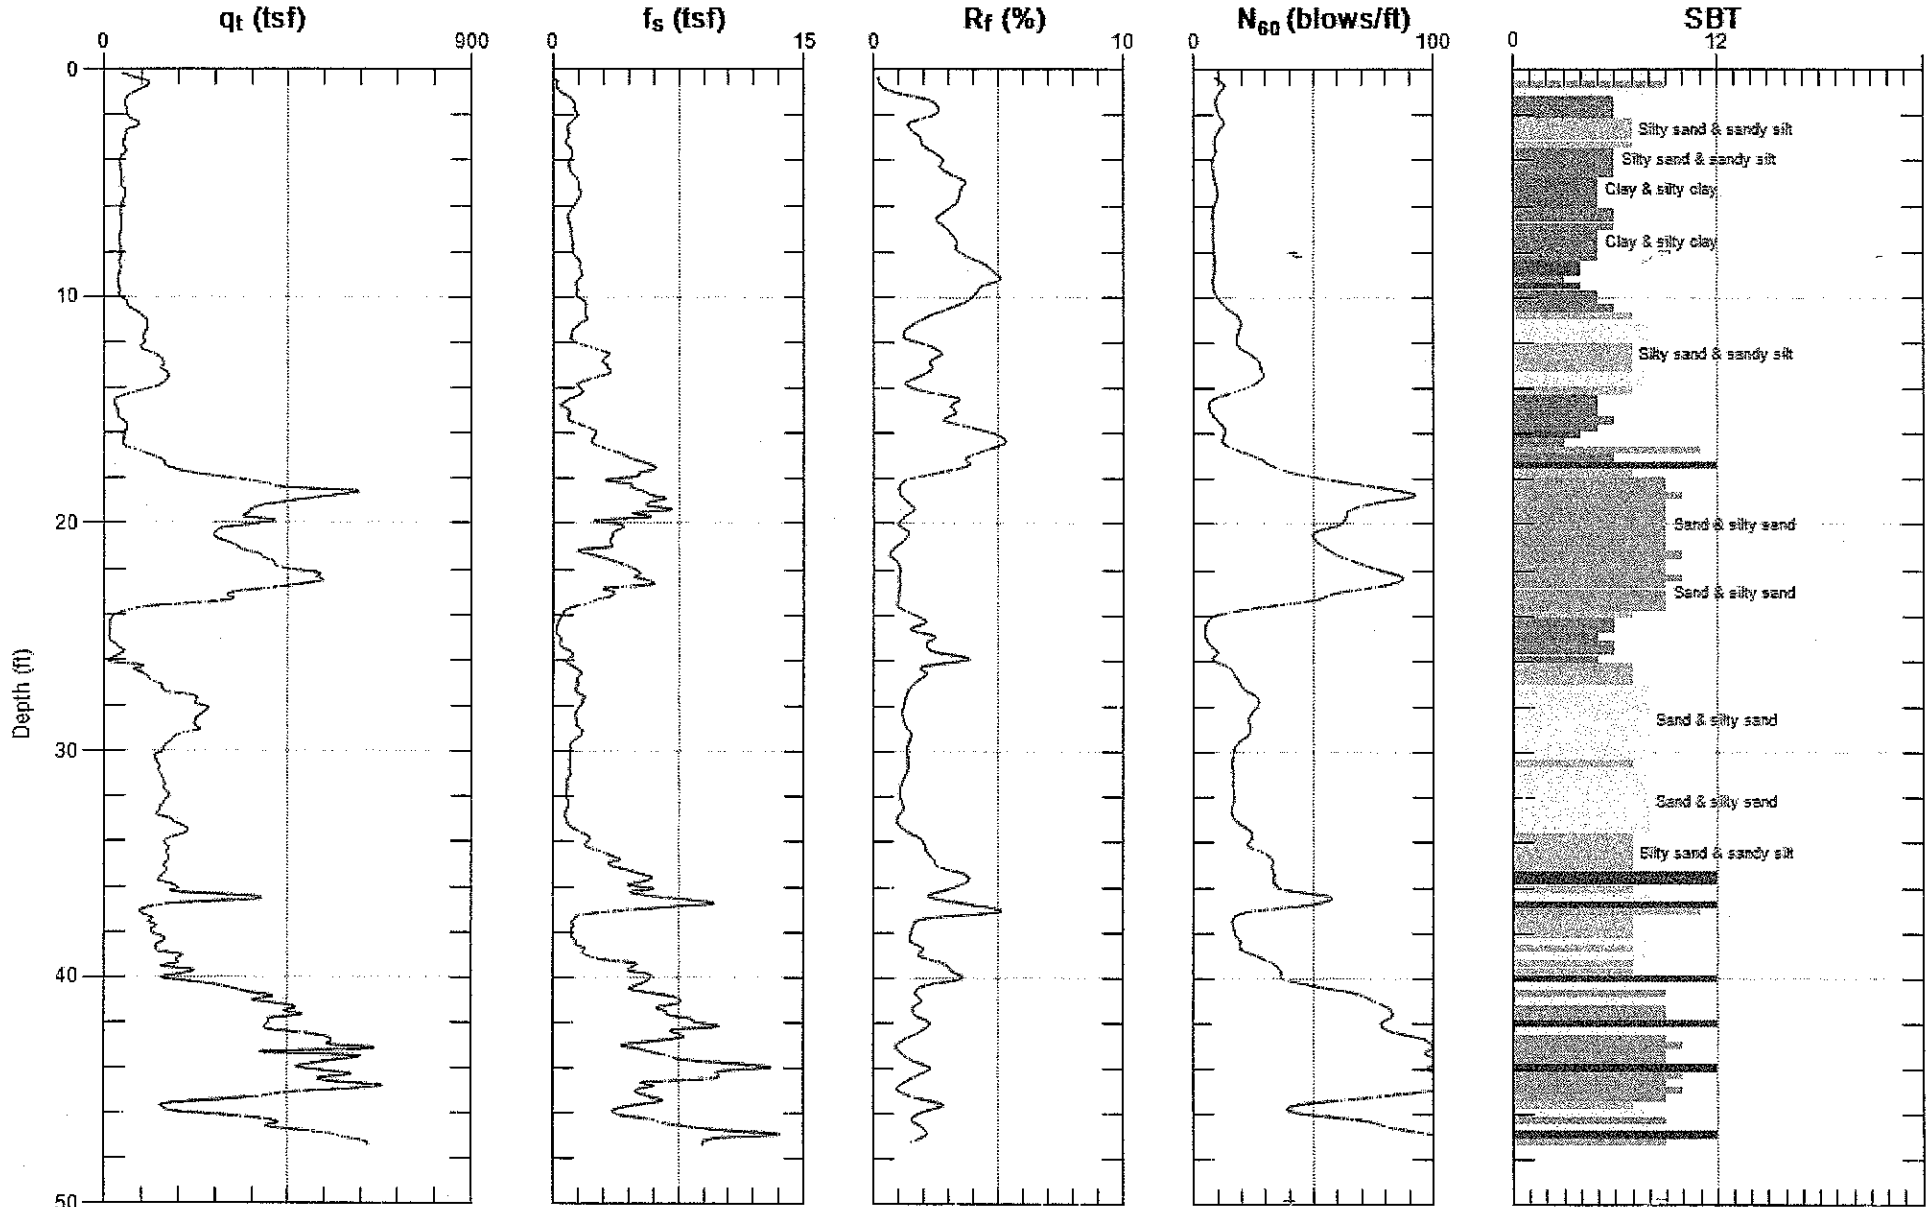 qt (tsf)
fs (tsf)
Rf (%)
N60 (blows/ft)
SBT
0 900
0 15
0 10
0 100
0 12
0
Silty sand & sandy silt
Silty sand & sandy silt
Clay & silty clay
Clay & silty clay
10
Silty sand & sandy silt
20
Sand & silty sand
Sand & silty sand
Depth (ft)
Sand & silty sand
30
Sand & silty sand
Silty sand & sandy silt
40
50